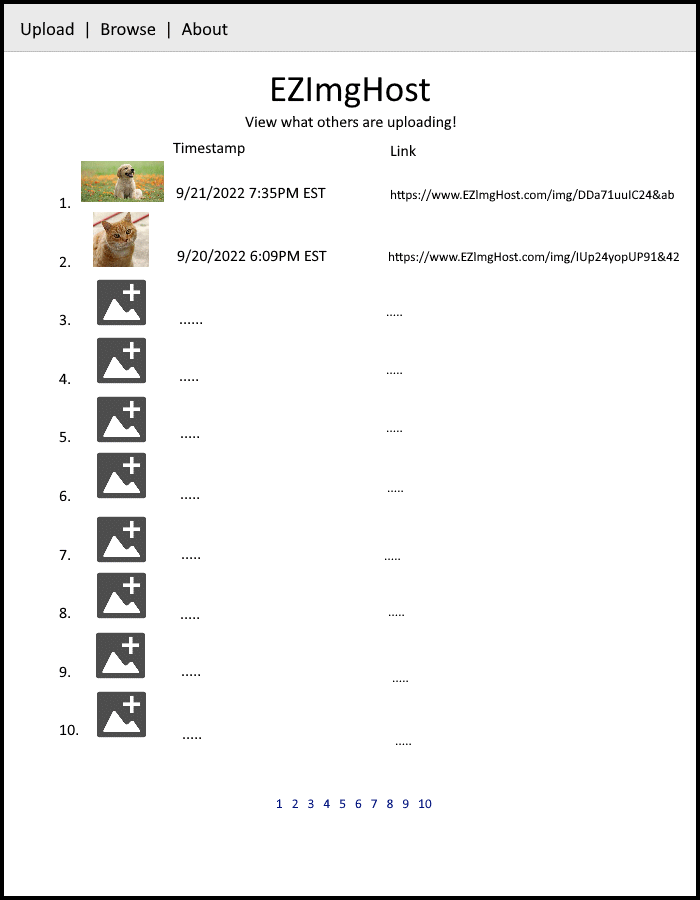 Upload | Browse | About
EZImgHost
View what others are uploading!
Timestamp Link
1. 9/21/2022 7:35PM EST https://www.EZImgHost.com/img/DDa71uulC24&ab
2. 9/20/2022 6:09PM EST https://www.EZImgHost.com/img/IUp24yopUP91&42
3. ...... .....
4. ..... .....
5. ..... .....
6. ..... .....
7. ..... .....
8. ..... .....
9. ..... .....
10. ..... .....
1 2 3 4 5 6 7 8 9 10